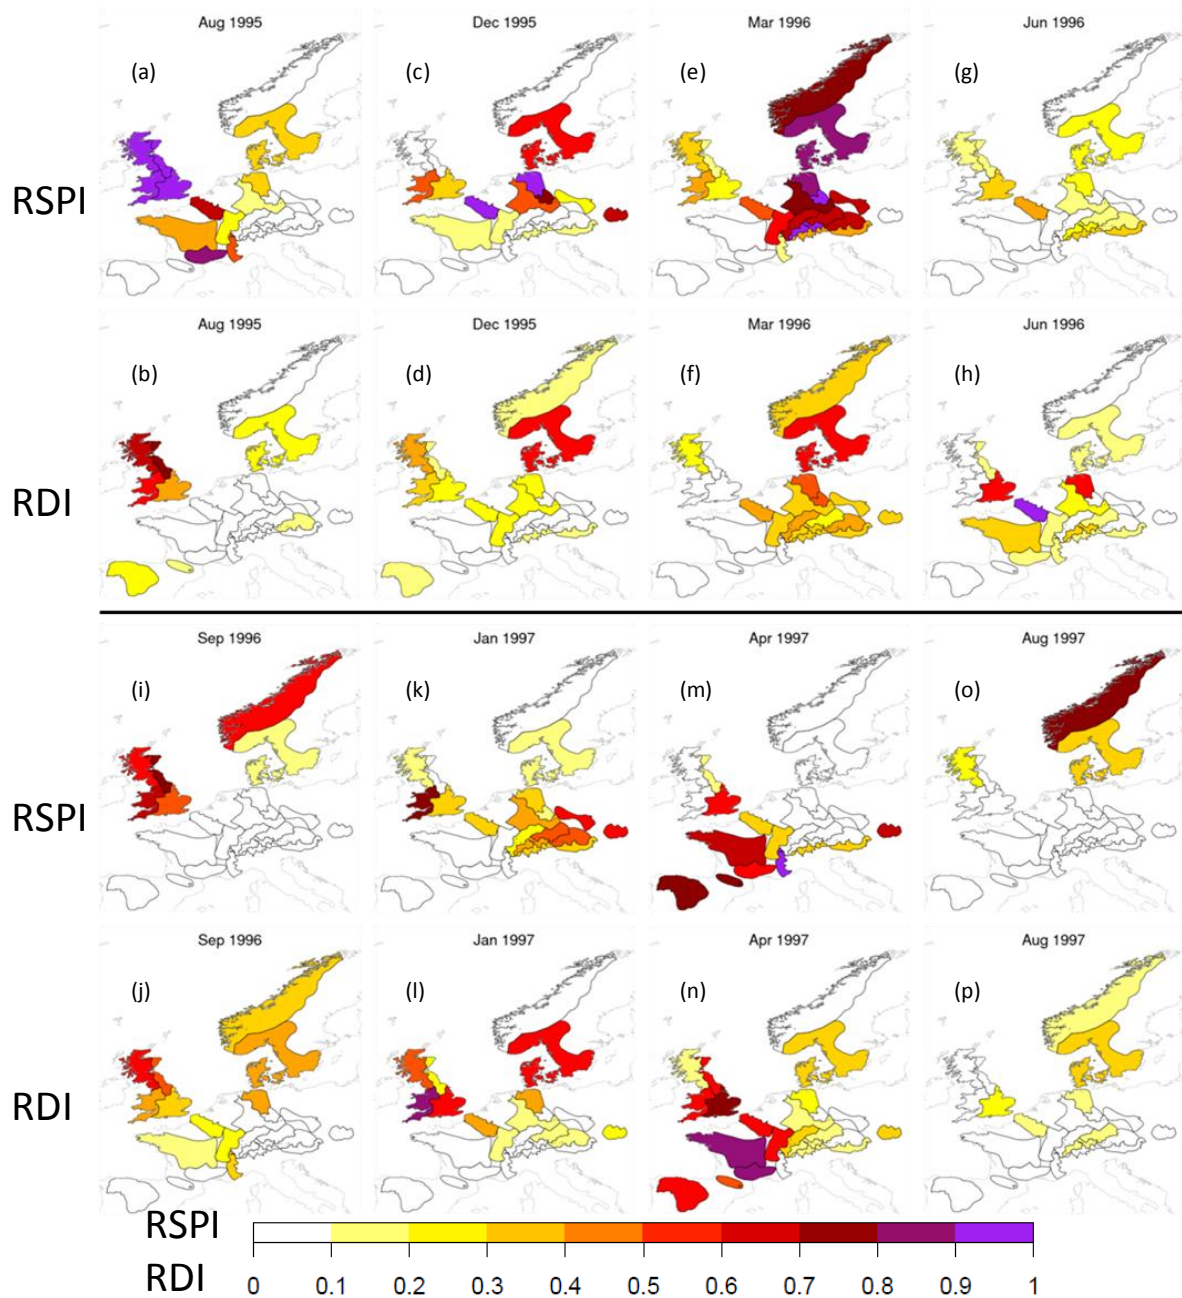 Aug 1995 Dec 1995 Mar 1996 Jun 1996
(a) (c) (e) (g)
RSPI
Aug 1995 Dec 1995 Mar 1996 Jun 1996
(b) (d) (f) (h)
RDI
Sep 1996 Jan 1997 Apr 1997 Aug 1997
(i) (k) (m) (o)
RSPI
Sep 1996 Jan 1997 Apr 1997 Aug 1997
(j) (l) (n) (p)
RDI
RSPI
RDI
0 0.1 0.2 0.3 0.4 0.5 0.6 0.7 0.8 0.9 1